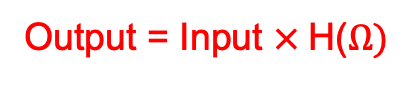 Output = Input × H(Ω)